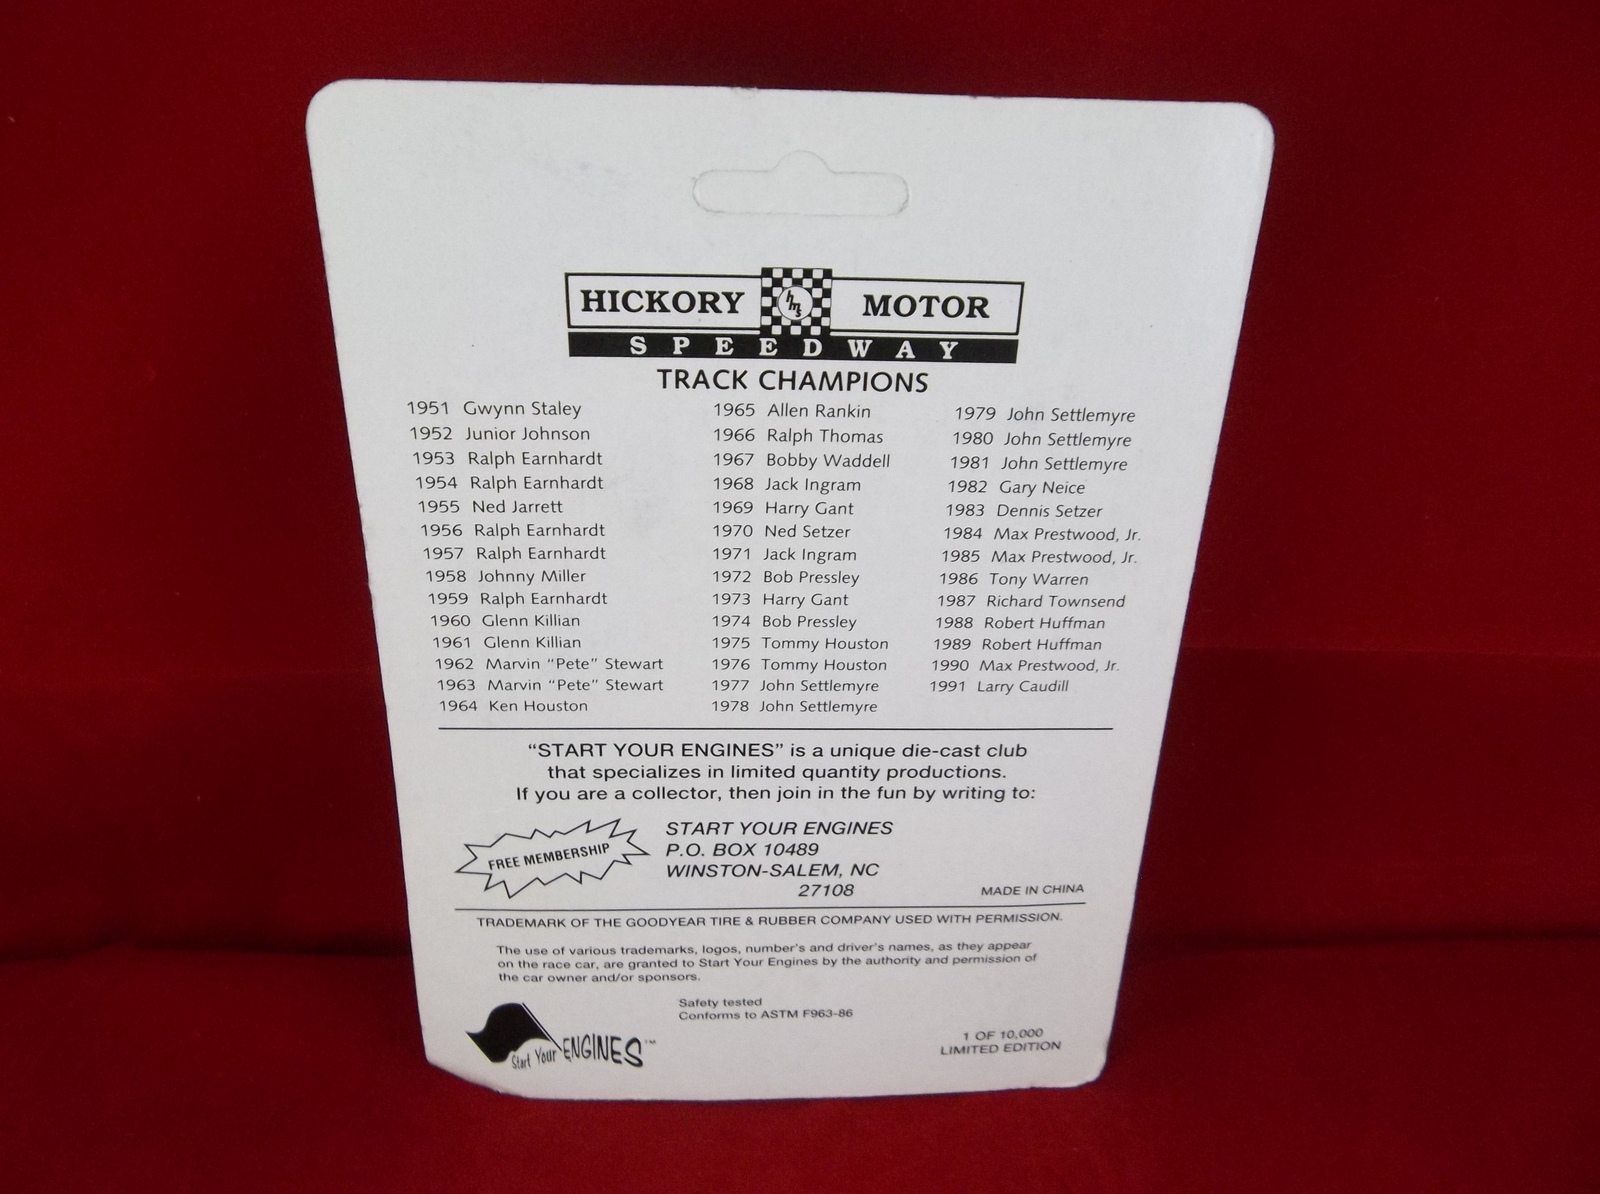 HICKORY hms MOTOR
SPEEDWAY
TRACK CHAMPIONS
1951 Gwynn Staley
1952 Junior Johnson
1953 Ralph Earnhardt
1954 Ralph Earnhardt
1955 Ned Jarrett
1956 Ralph Earnhardt
1957 Ralph Earnhardt
1958 Johnny Miller
1959 Ralph Earnhardt
1960 Glenn Killian
1961 Glenn Killian
1962 Marvin "Pete" Stewart
1963 Marvin "Pete" Stewart
1964 Ken Houston
1965 Allen Rankin
1966 Ralph Thomas
1967 Bobby Waddell
1968 Jack Ingram
1969 Harry Gant
1970 Ned Setzer
1971 Jack Ingram
1972 Bob Pressley
1973 Harry Gant
1974 Bob Pressley
1975 Tommy Houston
1976 Tommy Houston
1977 John Settlemyre
1978 John Settlemyre
1979 John Settlemyre
1980 John Settlemyre
1981 John Settlemyre
1982 Gary Neice
1983 Dennis Setzer
1984 Max Prestwood, Jr.
1985 Max Prestwood, Jr.
1986 Tony Warren
1987 Richard Townsend
1988 Robert Huffman
1989 Robert Huffman
1990 Max Prestwood, Jr.
1991 Larry Caudill
"START YOUR ENGINES" is a unique die-cast club
that specializes in limited quantity productions.
If you are a collector, then join in the fun by writing to:
FREE MEMBERSHIP
START YOUR ENGINES
P.O. BOX 10489
WINSTON-SALEM, NC
27108
MADE IN CHINA
TRADEMARK OF THE GOODYEAR TIRE & RUBBER COMPANY USED WITH PERMISSION.
The use of various trademarks, logos, number's and driver's names, as they appear
on the race car, are granted to Start Your Engines by the authority and permission of
the car owner and/or sponsors.
Safety tested
Conforms to ASTM F963-86
Start Your ENGINES™
1 OF 10,000
LIMITED EDITION